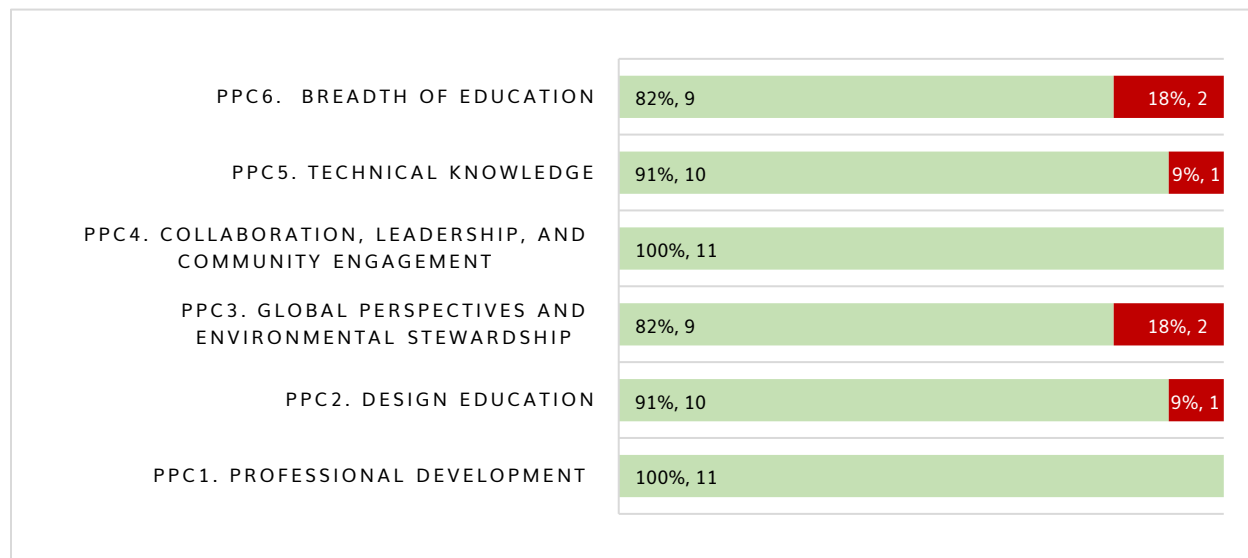 PPC6. BREADTH OF EDUCATION
82%, 9
18%, 2
PPC5. TECHNICAL KNOWLEDGE
91%, 10
9%, 1
PPC4. COLLABORATION, LEADERSHIP, AND
COMMUNITY ENGAGEMENT
100%, 11
PPC3. GLOBAL PERSPECTIVES AND
ENVIRONMENTAL STEWARDSHIP
82%, 9
18%, 2
PPC2. DESIGN EDUCATION
91%, 10
9%, 1
PPC1. PROFESSIONAL DEVELOPMENT
100%, 11